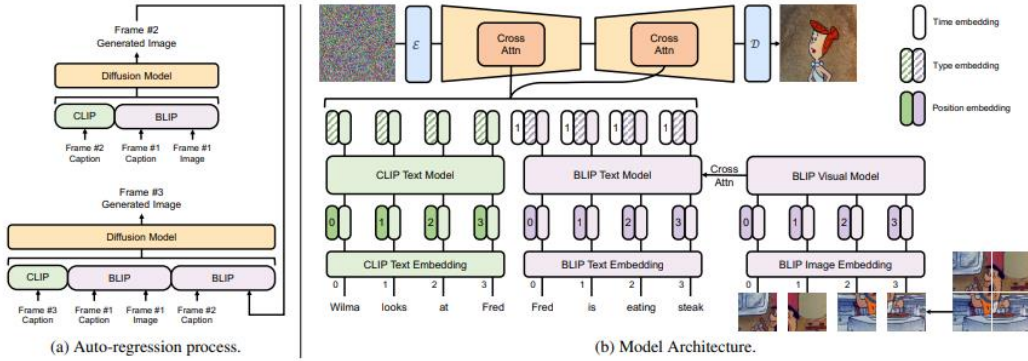 Frame #2
Generated Image
Diffusion Model
CLIP BLIP
Frame #2
Caption
Frame #1
Caption
Frame #1
Image
Frame #3
Generated Image
Diffusion Model
CLIP BLIP BLIP
Frame #3
Caption
Frame #1
Caption
Frame #1
Image
Frame #2
Caption
(a) Auto-regression process.
ℰ
Cross
Attn
Cross
Attn
𝒟
Time embedding
Type embedding
Position embedding
1 1 1 1
CLIP Text Model
BLIP Text Model
Cross
Attn
BLIP Visual Model
0 1 2 3 0 1 2 3 0 1 2 3
CLIP Text Embedding
BLIP Text Embedding
BLIP Image Embedding
0 1 2 3 0 1 2 3 0 1 2 3
Wilma looks at Fred Fred is eating steak
(b) Model Architecture.